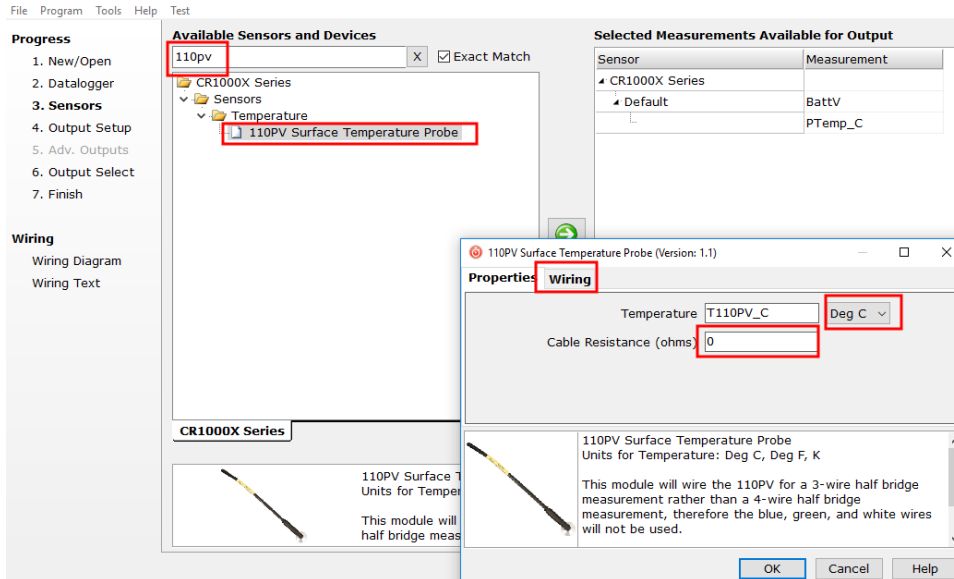 File Program Tools Help Test
Progress
1. New/Open
2. Datalogger
3. Sensors
4. Output Setup
5. Adv. Outputs
6. Output Select
7. Finish
Wiring
Wiring Diagram
Wiring Text
Available Sensors and Devices
110pv X Exact Match
CR1000X Series
Sensors
Temperature
110PV Surface Temperature Probe
CR1000X Series
110PV Surface T
Units for Temper
This module will
half bridge meas
Selected Measurements Available for Output
Sensor Measurement
CR1000X Series
Default BattV
PTemp_C
110PV Surface Temperature Probe (Version: 1.1)
Properties Wiring
Temperature T110PV_C Deg C
Cable Resistance (ohms) 0
110PV Surface Temperature Probe
Units for Temperature: Deg C, Deg F, K
This module will wire the 110PV for a 3-wire half bridge
measurement rather than a 4-wire half bridge
measurement, therefore the blue, green, and white wires
will not be used.
OK Cancel Help